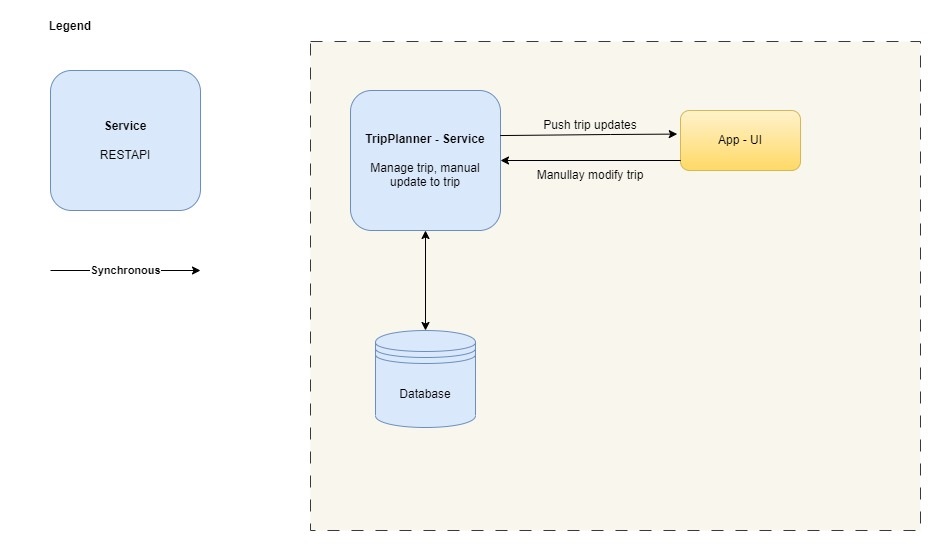 Legend
Service
RESTAPI
Synchronous
TripPlanner - Service
Manage trip, manual
update to trip
Push trip updates
Manullay modify trip
App - UI
Database